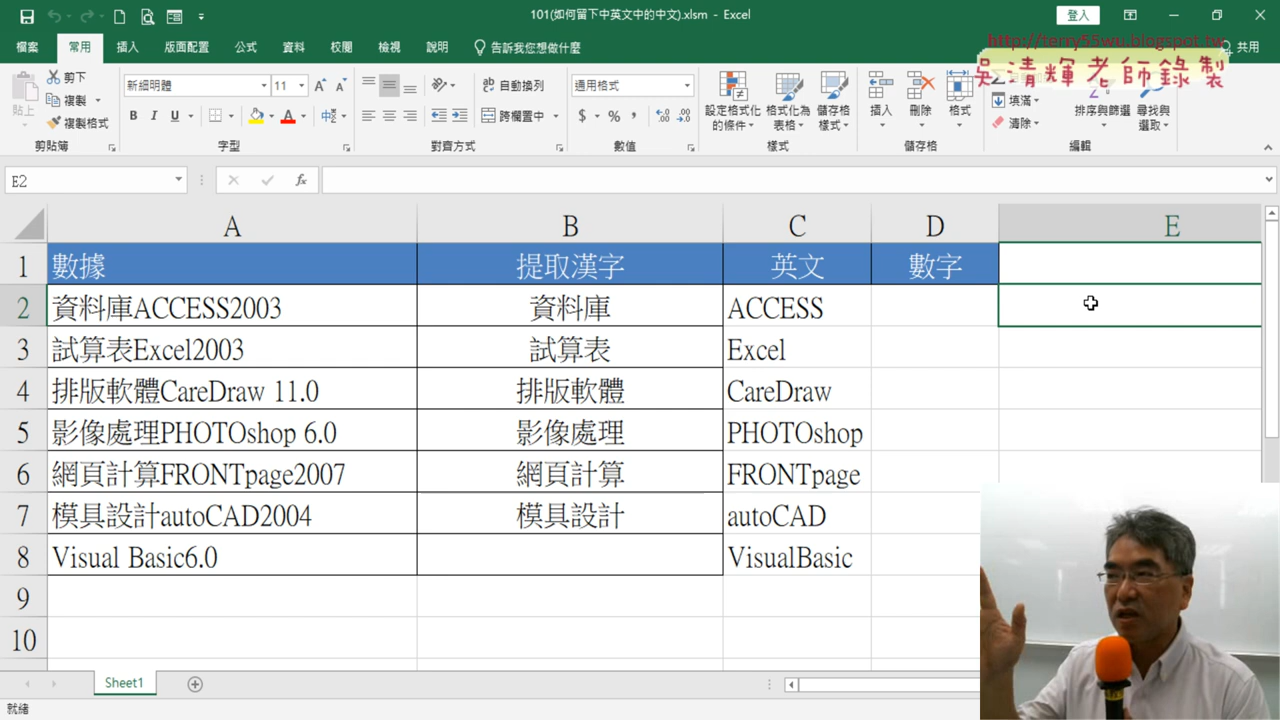 101(如何留下中英文中的中文).xlsm - Excel
登入
檔案 常用 插入 版面配置 公式 資料 校閱 檢視 說明 告訴我您想做什麼 共用
http://terry55wu.blogspot.tw
吳清輝老師錄製
貼上 剪下 複製 複製格式 剪貼簿
新細明體 11 B I U A A A 中 字型
自動換列 跨欄置中 對齊方式
通用格式 $ % , 數值
設定格式化的條件 格式化為表格 儲存格樣式 樣式
插入 刪除 格式 儲存格
填滿 清除 排序與篩選 尋找與選取 編輯
E2 fx
A B C D E
1 數據 提取漢字 英文 數字
2 資料庫ACCESS2003 資料庫 ACCESS
3 試算表Excel2003 試算表 Excel
4 排版軟體CareDraw 11.0 排版軟體 CareDraw
5 影像處理PHOTOshop 6.0 影像處理 PHOTOshop
6 網頁計算FRONTpage2007 網頁計算 FRONTpage
7 模具設計autoCAD2004 模具設計 autoCAD
8 Visual Basic6.0 VisualBasic
9
10
Sheet1
就緒